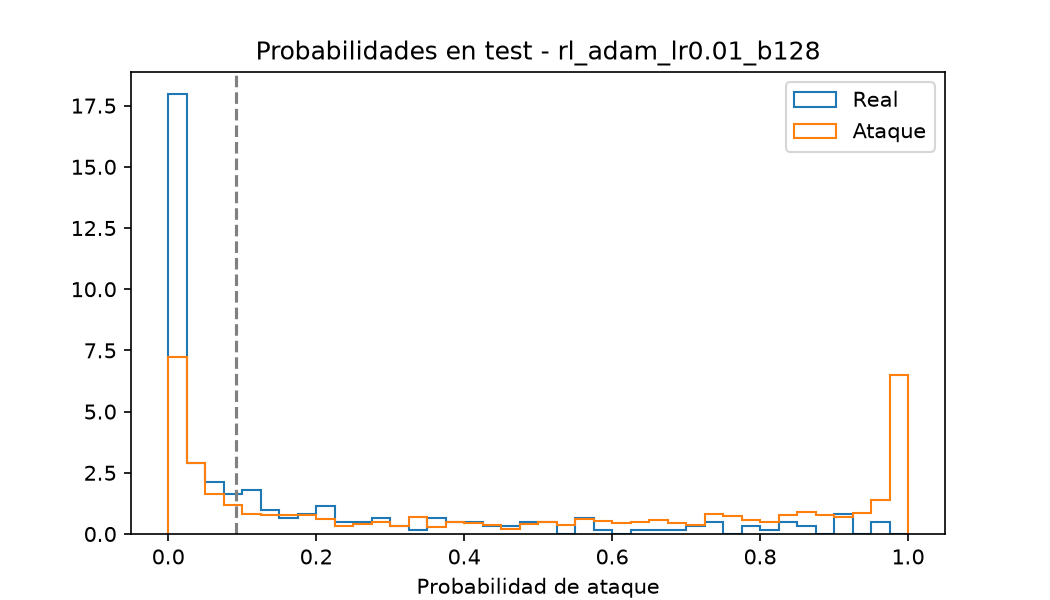 Probabilidades en test - rl_adam_lr0.01_b128
Real
Ataque
17.5
15.0
12.5
10.0
7.5
5.0
2.5
0.0
0.0 0.2 0.4 0.6 0.8 1.0
Probabilidad de ataque